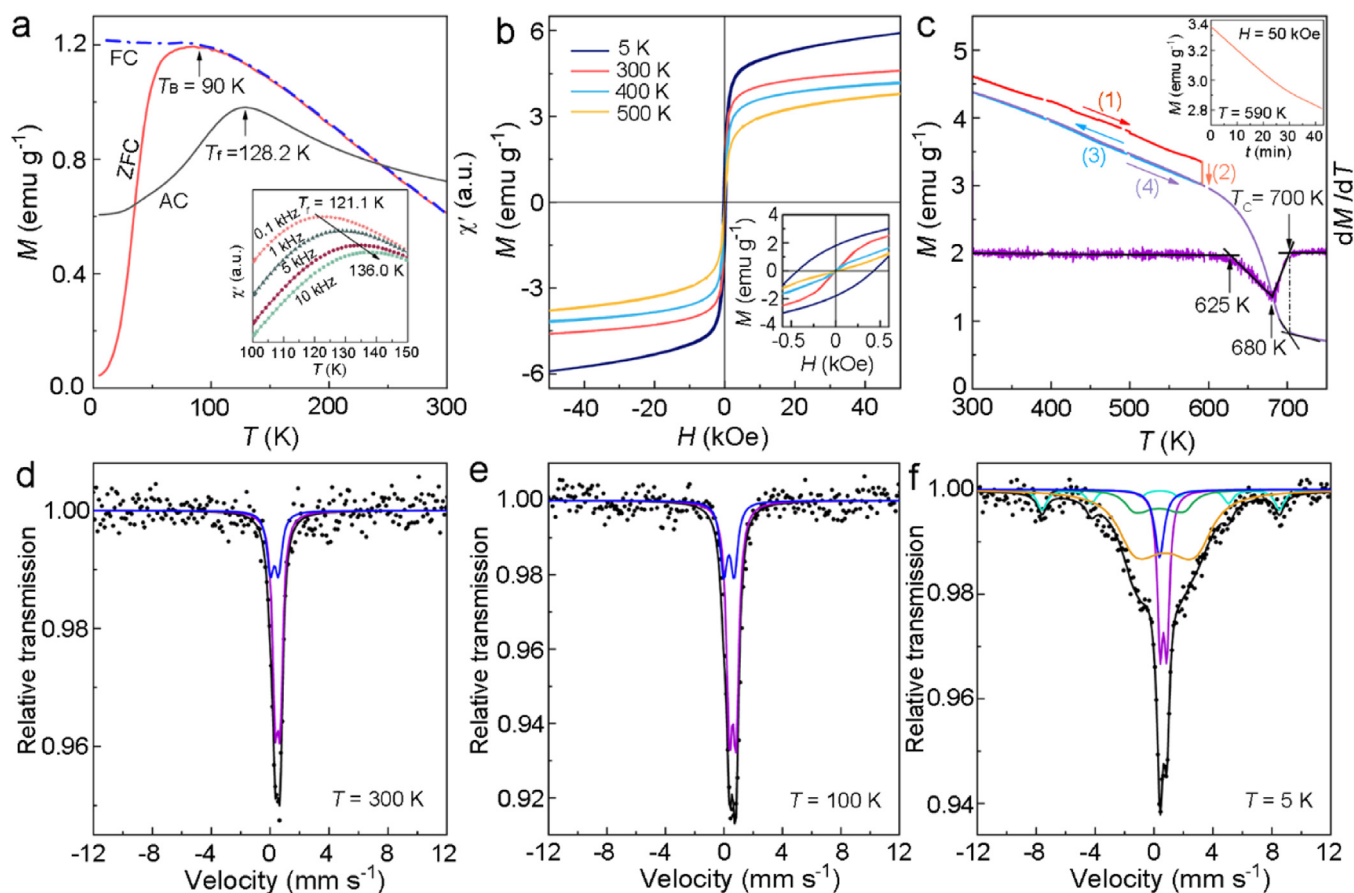 a
M (emu g⁻¹)
1.2
0.8
0.4
0.0
FC
ZFC
AC
T_B = 90 K
T_f =128.2 K
χ′ (a.u.)
0.1 kHz
1 kHz
5 kHz
10 kHz
T_f = 121.1 K
136.0 K
100 110 120 130 140 150
T (K)
χ′ (a.u.)
0 100 200 300
T (K)
b
M (emu g⁻¹)
6
3
0
-3
-6
5 K
300 K
400 K
500 K
M (emu g⁻¹)
4
2
0
-2
-4
-0.6 0.0 0.6
H (kOe)
-40 -20 0 20 40
H (kOe)
c
M (emu g⁻¹)
5
4
3
2
1
0
(1)
(2)
(3)
(4)
M (emu g⁻¹)
3.4
3.2
3.0
2.8
H = 50 kOe
T = 590 K
0 10 20 30 40
t (min)
T_C = 700 K
625 K
680 K
dM/dT
300 400 500 600 700
T (K)
d
Relative transmission
1.00
0.98
0.96
T = 300 K
-12 -8 -4 0 4 8 12
Velocity (mm s⁻¹)
e
Relative transmission
1.00
0.98
0.96
0.94
0.92
T = 100 K
-12 -8 -4 0 4 8 12
Velocity (mm s⁻¹)
f
Relative transmission
1.00
0.98
0.96
0.94
T = 5 K
-12 -8 -4 0 4 8 12
Velocity (mm s⁻¹)